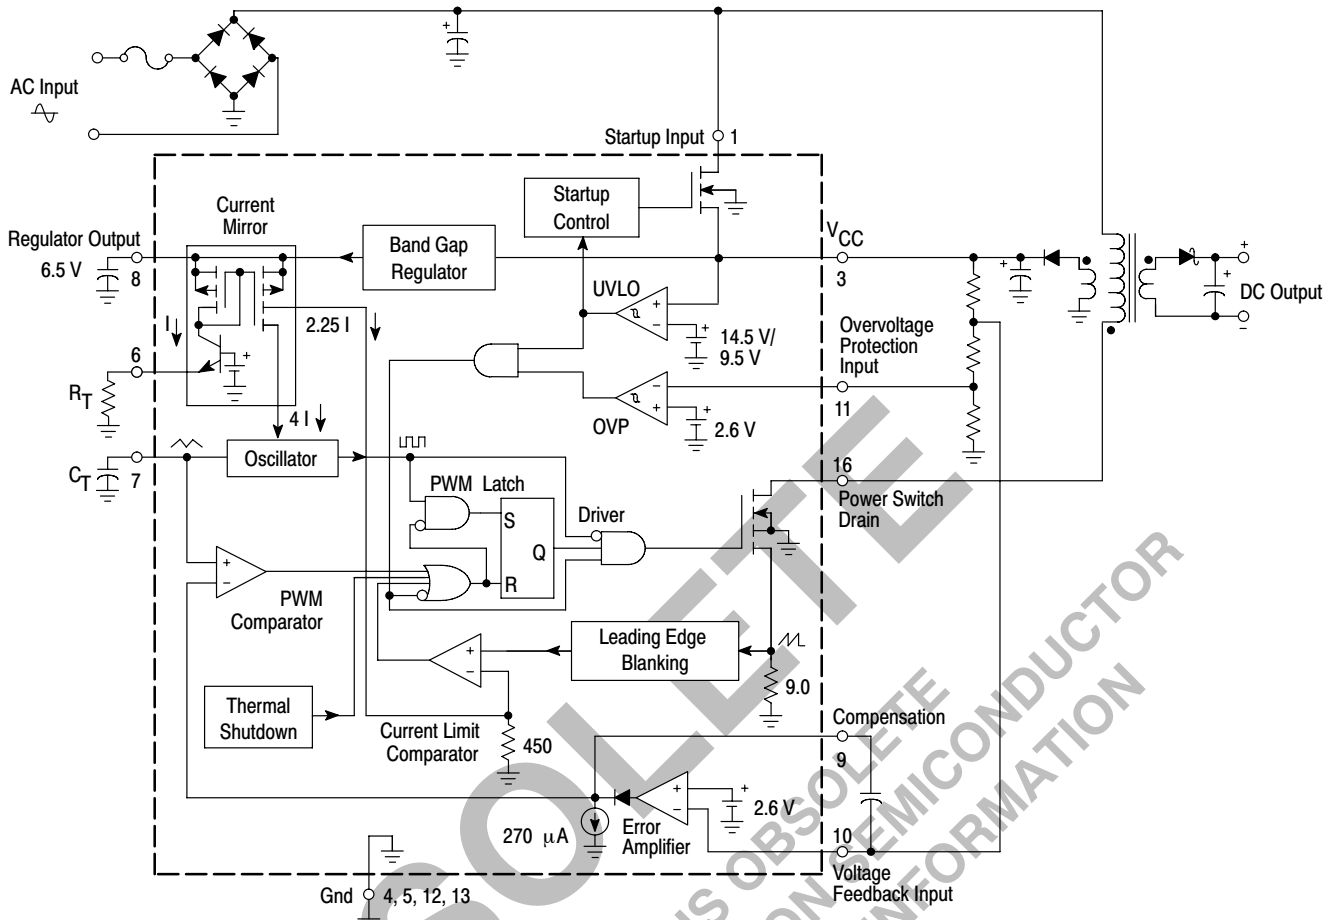 AC Input
+
Startup Input
1
Startup
Control
Current
Mirror
Regulator Output
6.5 V
8
Band Gap
Regulator
VCC
3
+
+
+
DC Output
–
UVLO
+
–
+
14.5 V/
9.5 V
I
2.25 I
6
+
RT
4 I
Overvoltage
Protection
Input
11
–
+
+
OVP
2.6 V
CT
7
Oscillator
16
Power Switch
Drain
PWM Latch
S
Q
R
Driver
+
–
PWM
Comparator
+
–
Leading Edge
Blanking
9.0
Thermal
Shutdown
Current Limit
Comparator
450
Compensation
9
270 µA
Error
Amplifier
+
–
+
2.6 V
10
Voltage
Feedback Input
Gnd
4, 5, 12, 13
OBSOLETE
IS OBSOLETE
ON SEMICONDUCTOR
INFORMATION